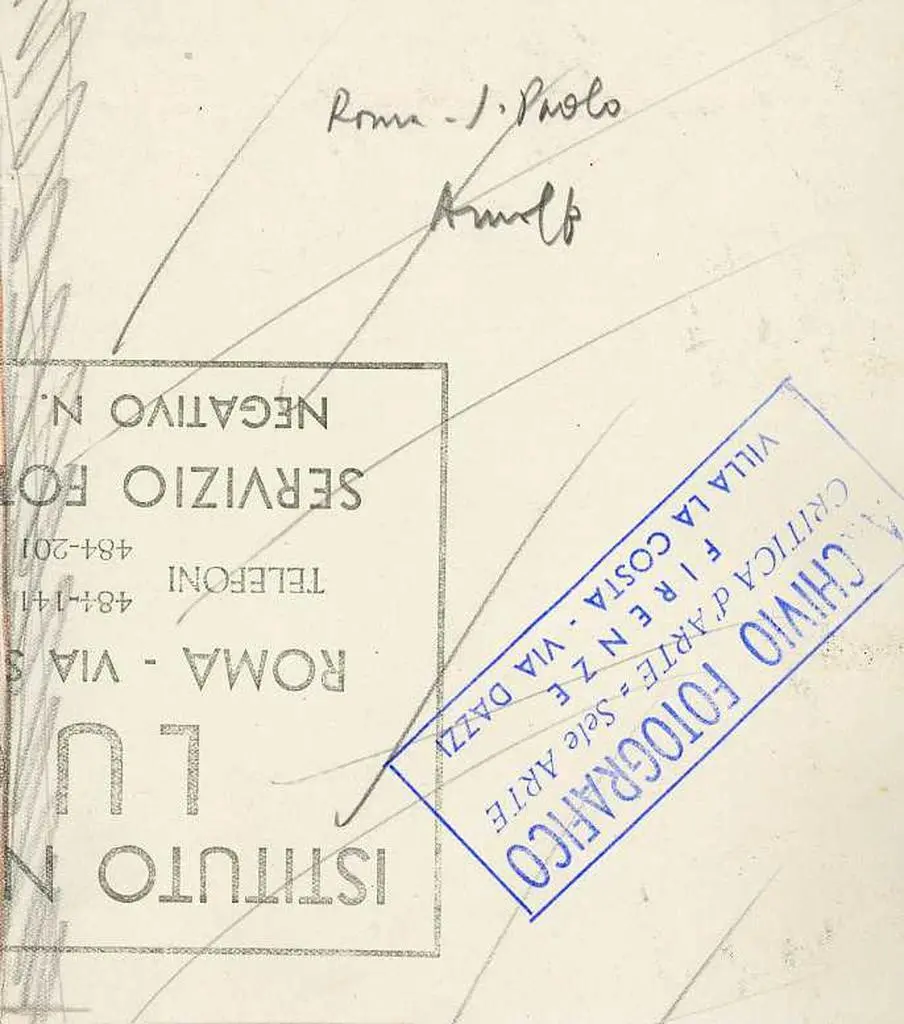 Roma - S. Paolo
Arnolfo
ISTITUTO N
LU
ROMA - VIA S
TELEFONI 484-141
484-201
SERVIZIO FOT
NEGATIVO N.
ARCHIVIO FOTOGRAFICO
CRITICA d'ARTE - Sele ARTE
FIRENZE
VILLA LA COSTA - VIA DAZZI